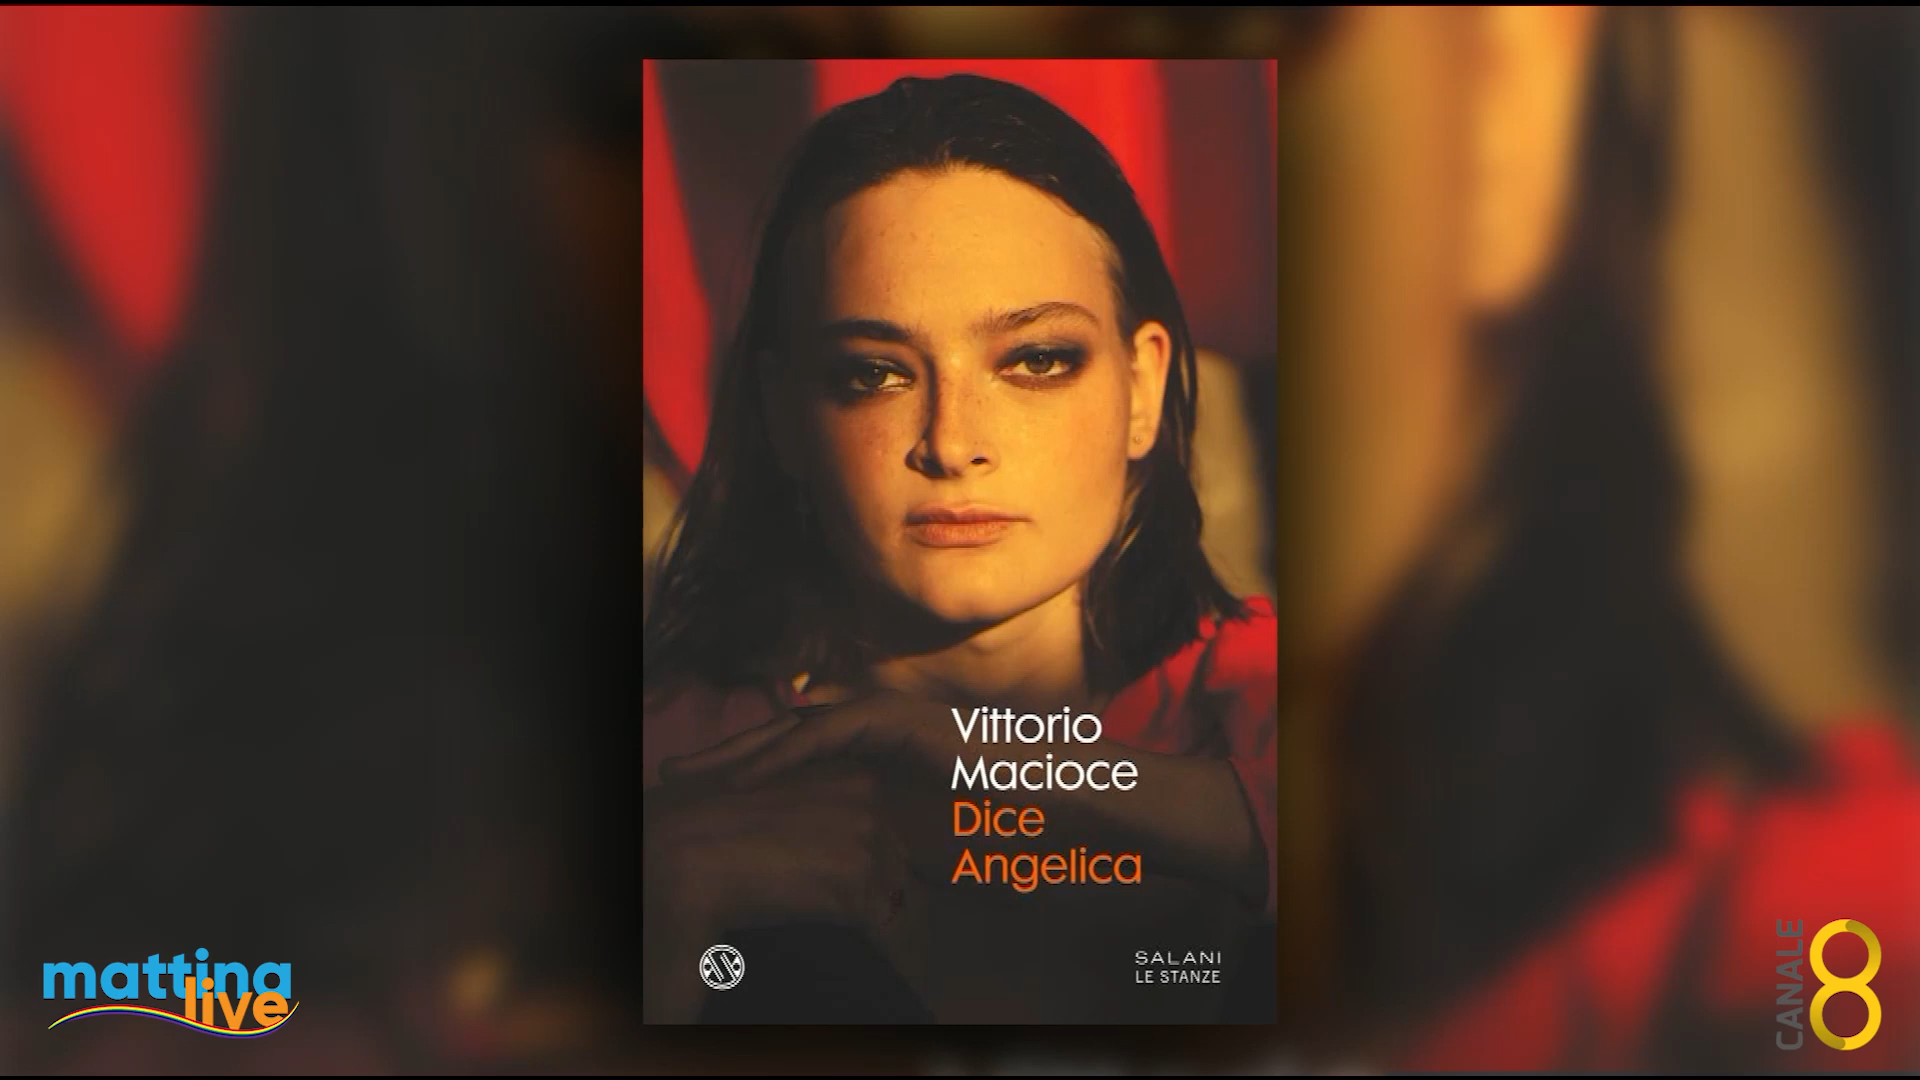 Vittorio
Macioce
Dice
Angelica
SALANI
LE STANZE
mattina
live
CANALE
8